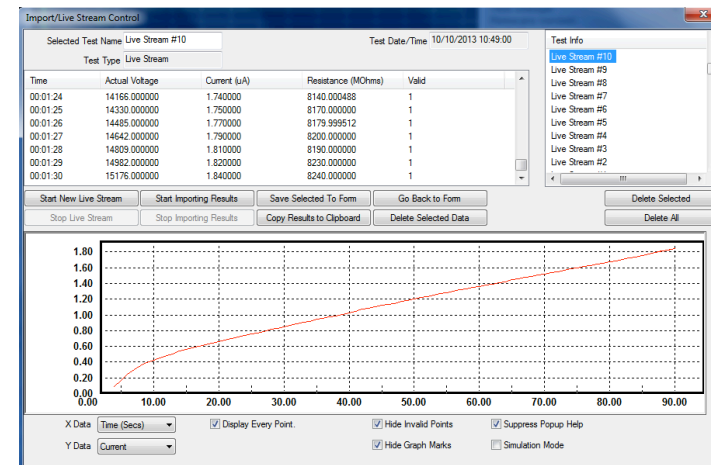 Import/Live Stream Control
Selected Test Name Live Stream #10 Test Date/Time 10/10/2013 10:49:00
Test Type Live Stream
Time Actual Voltage Current (uA) Resistance (MOhms) Valid
00:01:24 14166.000000 1.740000 8140.000488 1
00:01:25 14330.000000 1.750000 8170.000000 1
00:01:26 14485.000000 1.770000 8179.999512 1
00:01:27 14642.000000 1.790000 8200.000000 1
00:01:28 14809.000000 1.810000 8190.000000 1
00:01:29 14982.000000 1.820000 8230.000000 1
00:01:30 15176.000000 1.840000 8240.000000 1
Test Info
Live Stream #10
Live Stream #9
Live Stream #8
Live Stream #7
Live Stream #6
Live Stream #5
Live Stream #4
Live Stream #3
Live Stream #2
Start New Live Stream Start Importing Results Save Selected To Form Go Back to Form Delete Selected
Stop Live Stream Stop Importing Results Copy Results to Clipboard Delete Selected Data Delete All
1.80
1.60
1.40
1.20
1.00
0.80
0.60
0.40
0.20
0.00
0.00 10.00 20.00 30.00 40.00 50.00 60.00 70.00 80.00 90.00
X Data Time (Secs) Display Every Point. Hide Invalid Points Suppress Popup Help
Y Data Current Hide Graph Marks Simulation Mode